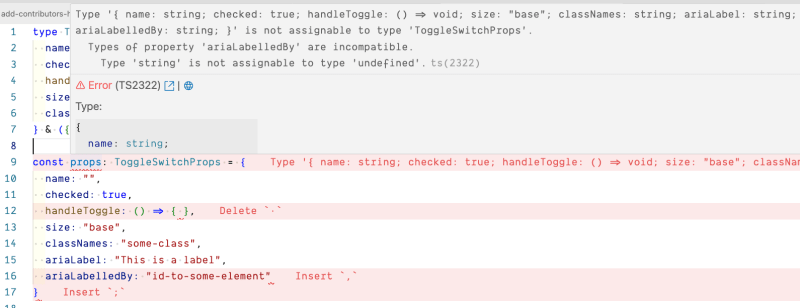 add-contributors-h
Type '{ name: string; checked: true; handleToggle: () => void; size: "base"; classNames: string; ariaLabel: string;
ariaLabelledBy: string; }' is not assignable to type 'ToggleSwitchProps'.
Types of property 'ariaLabelledBy' are incompatible.
Type 'string' is not assignable to type 'undefined'. ts(2322)
Error (TS2322) |
Type:
{
name: string;
1 type T
2 name
3 chec
4 hand
5 size
6 clas
7 } & ({
8
9 const props: ToggleSwitchProps = { Type '{ name: string; checked: true; handleToggle: () => void; size: "base"; classNam
10 name: "",
11 checked: true,
12 handleToggle: () => {·}, Delete `·`
13 size: "base",
14 classNames: "some-class",
15 ariaLabel: "This is a label",
16 ariaLabelledBy: "id-to-some-element" Insert `,`
17 } Insert `;`
18